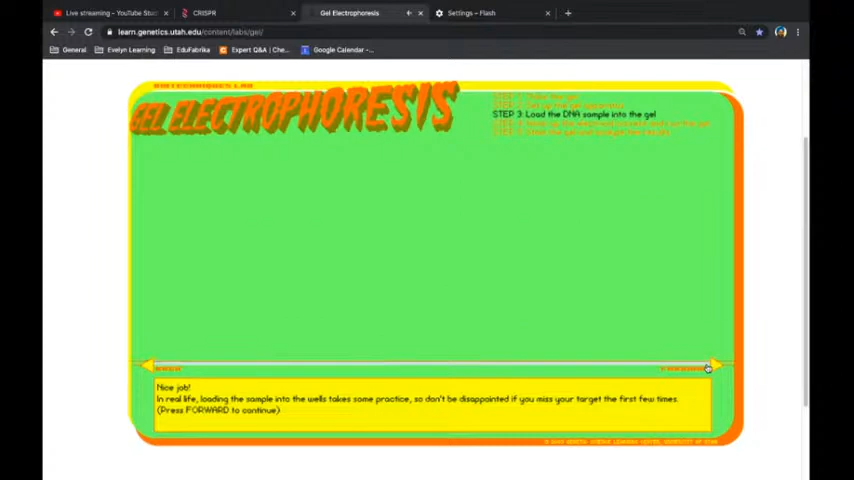 Live streaming - YouTube Stu
CRISPR
Gel Electrophoresis
Settings – Flash
learn.genetics.utah.edu/content/labs/gel/
General
Evelyn Learning
EduFabrika
Expert Q&A | Che...
Google Calendar -...
GEL ELECTROPHORESIS
STEP 3: Load the DNA sample into the gel
Nice job!
In real life, loading the sample into the wells takes some practice, so don't be disappointed if you miss your target the first few times.
(Press FORWARD to continue)